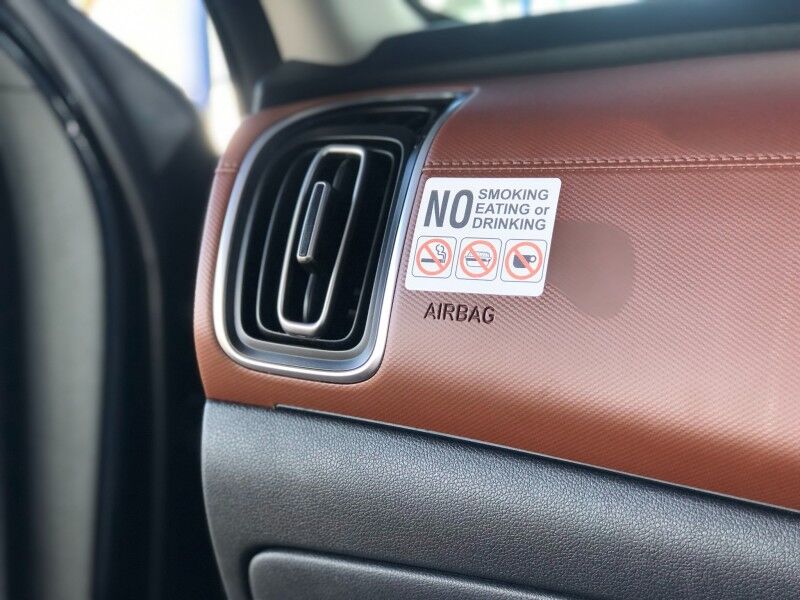 NO SMOKING
EATING or
DRINKING
AIRBAG